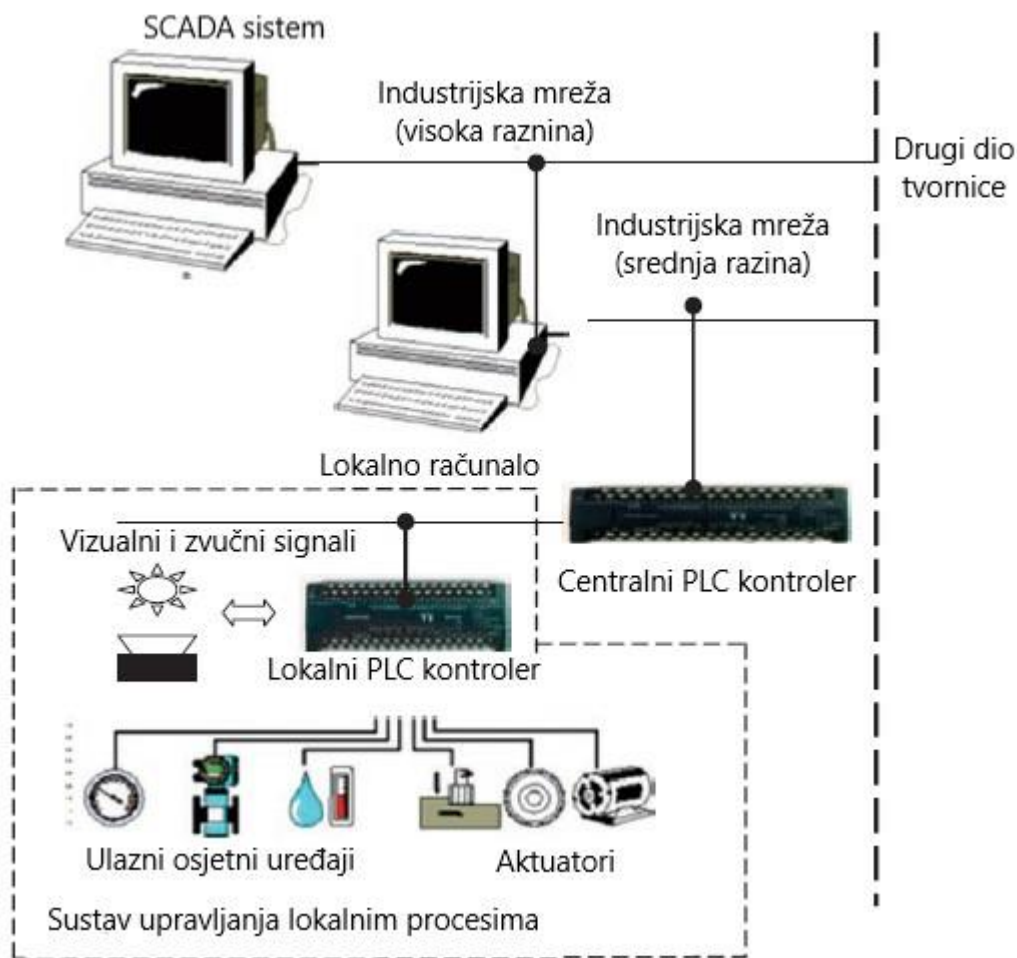 SCADA sistem
Industrijska mreža
(visoka raznina)
Drugi dio
tvornice
Industrijska mreža
(srednja razina)
Lokalno računalo
Vizualni i zvučni signali
Centralni PLC kontroler
Lokalni PLC kontroler
Ulazni osjetni uređaji
Aktuatori
Sustav upravljanja lokalnim procesima